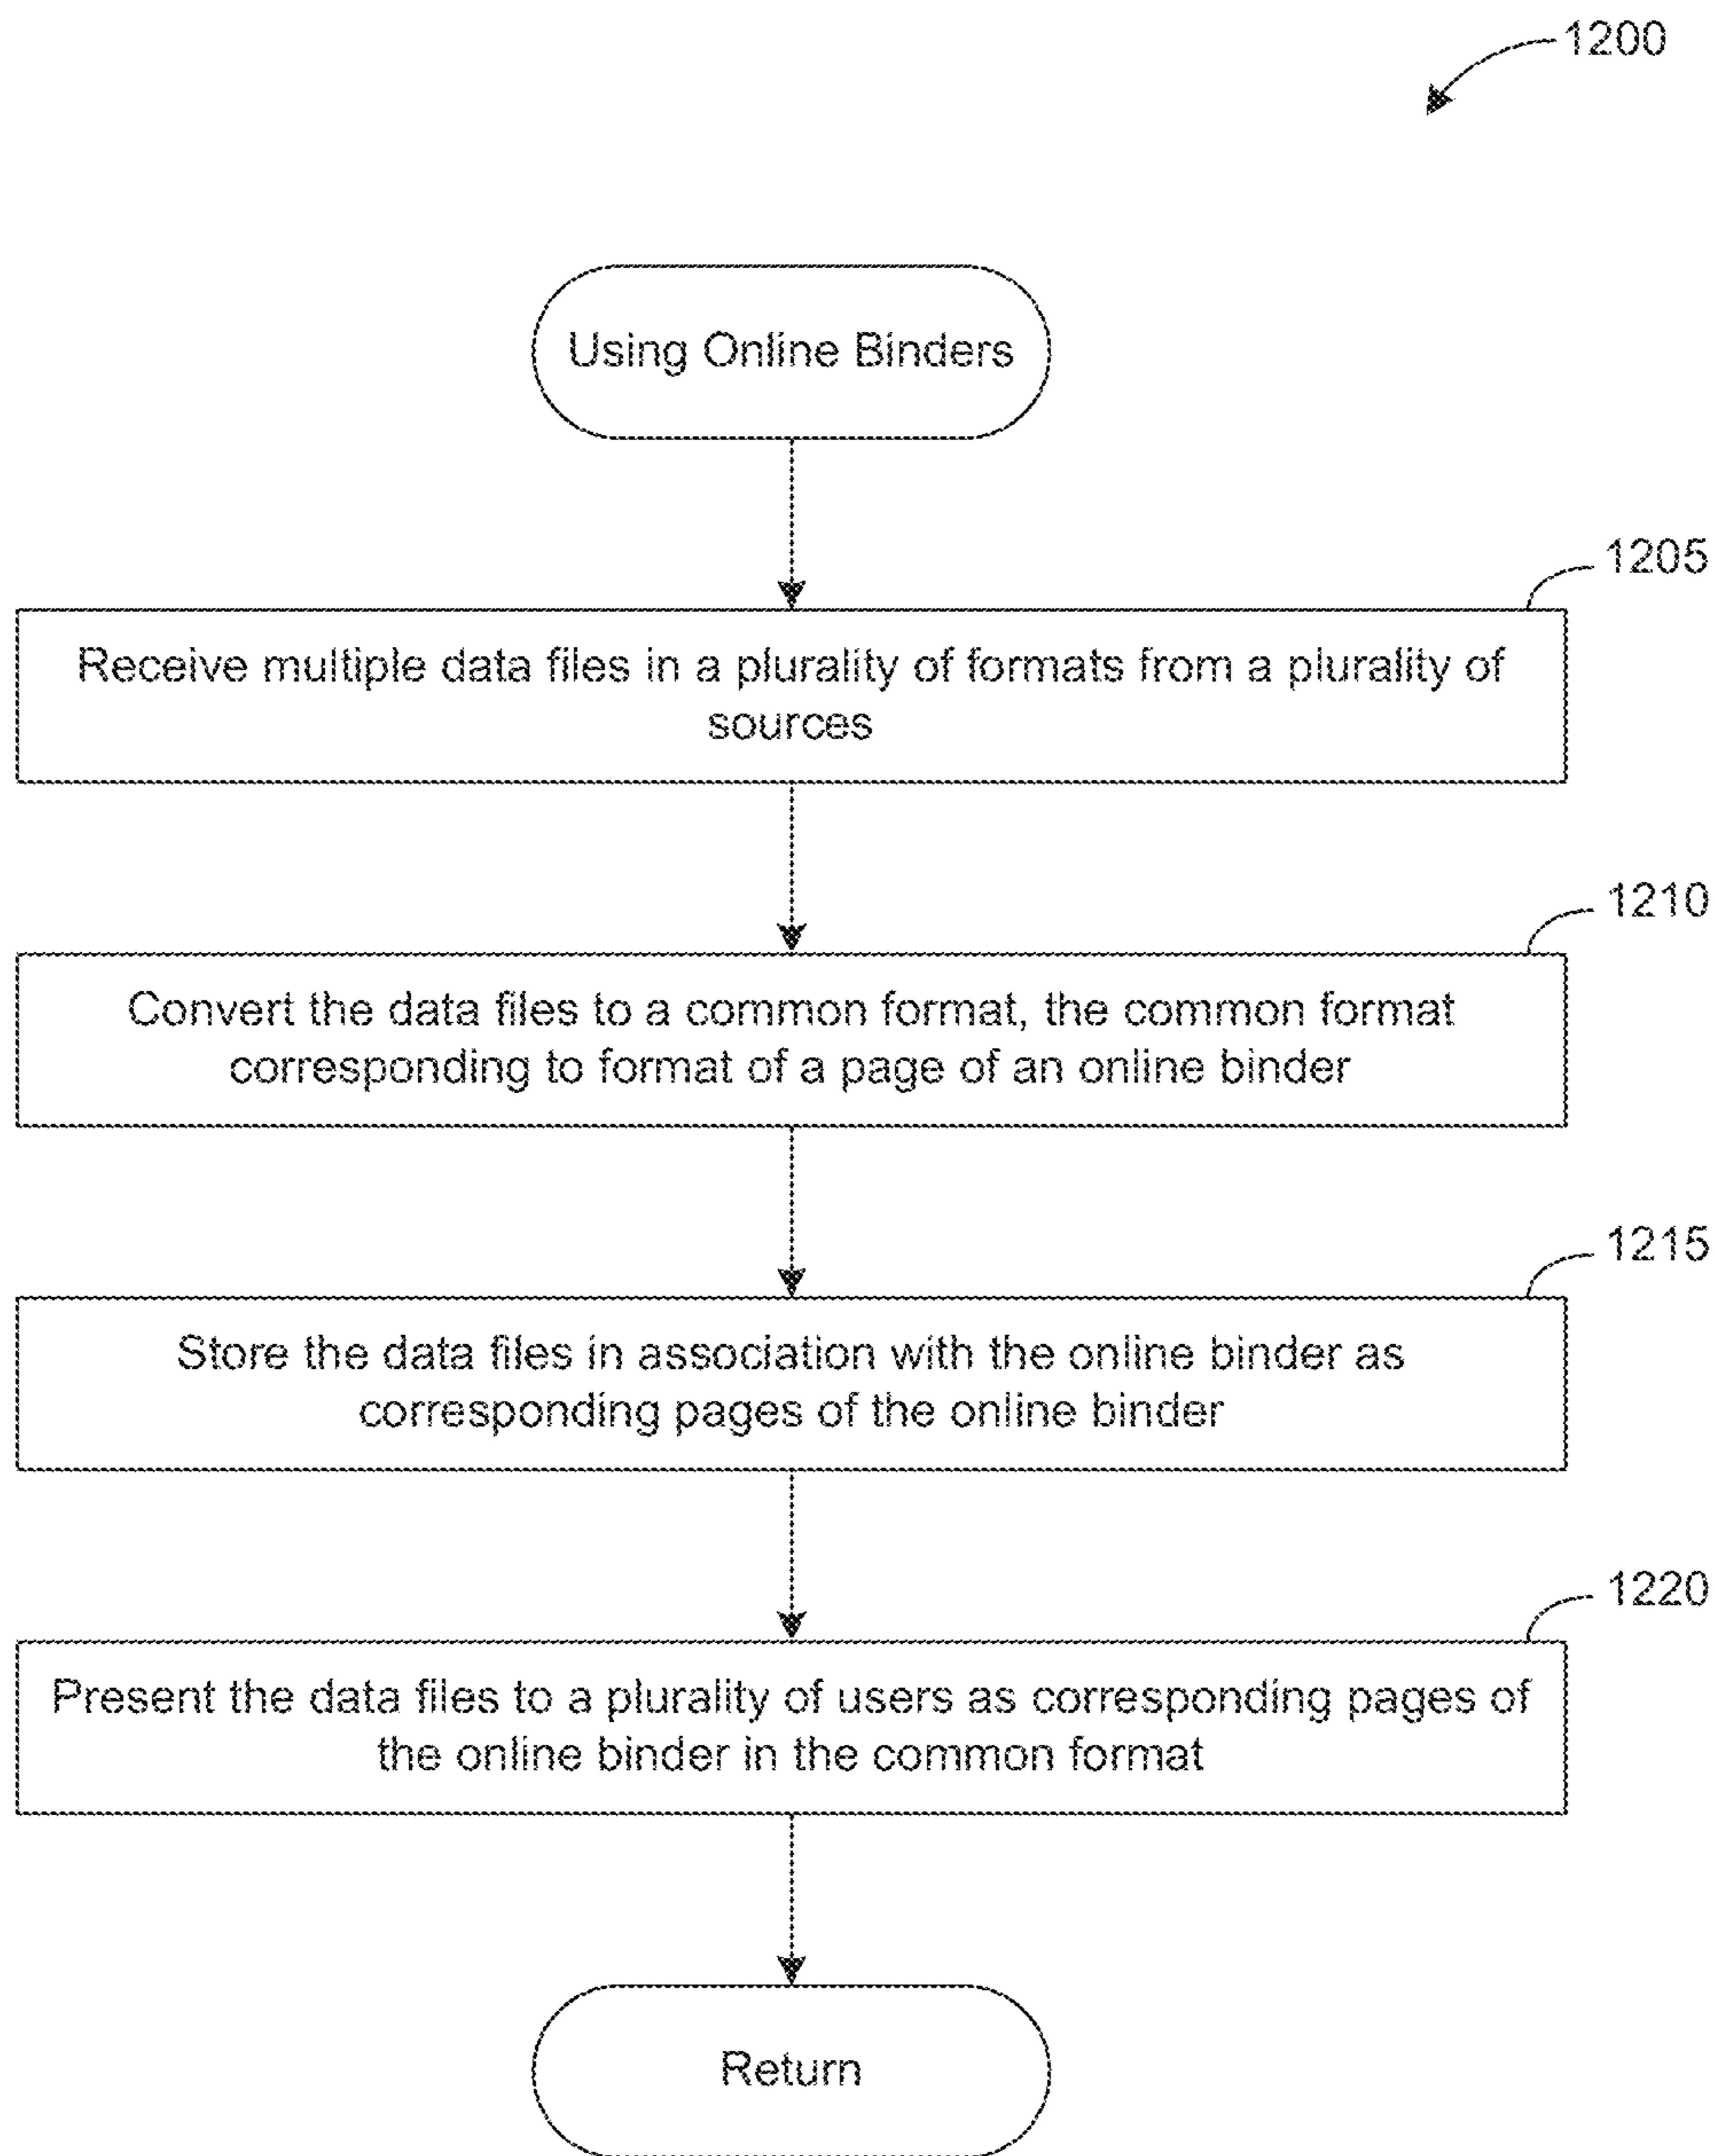 1200
Using Online Binders
1205
Receive multiple data files in a plurality of formats from a plurality of
sources
1210
Convert the data files to a common format, the common format
corresponding to format of a page of an online binder
1215
Store the data files in association with the online binder as
corresponding pages of the online binder
1220
Present the data files to a plurality of users as corresponding pages of
the online binder in the common format
Return